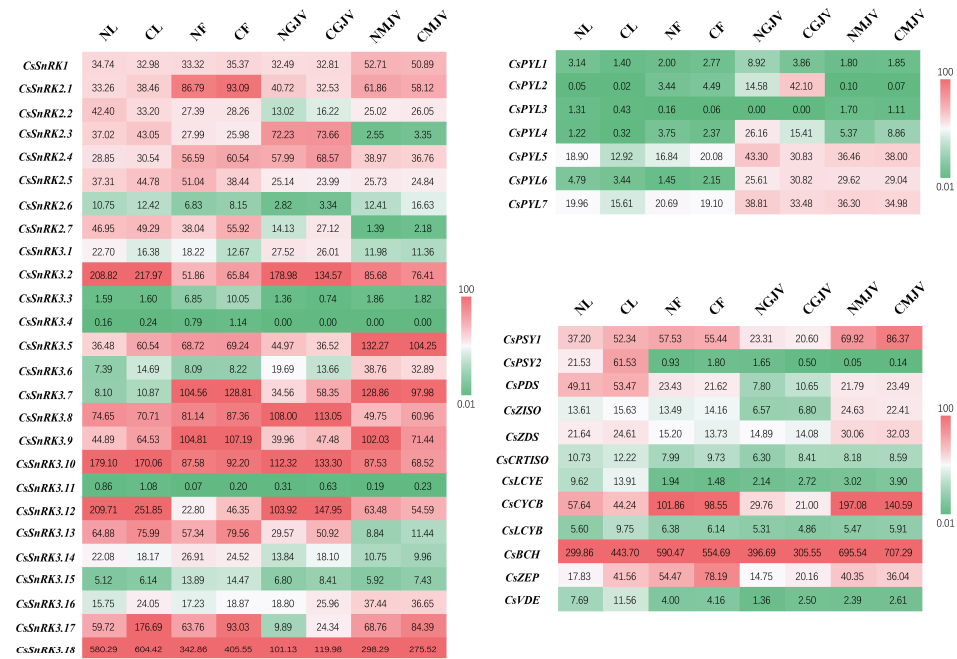 NL CL NF CF NGJV CGJV NMJV CMJV
CsSnRK1 34.74 32.98 33.32 35.37 32.49 32.81 52.71 50.89
CsSnRK2.1 33.26 38.46 86.79 93.09 40.72 32.53 61.86 58.12
CsSnRK2.2 42.40 33.20 27.39 28.26 13.02 16.22 25.02 26.05
CsSnRK2.3 37.02 43.05 27.99 25.98 72.23 73.66 2.55 3.35
CsSnRK2.4 28.85 30.54 56.59 60.54 57.99 68.57 38.97 36.76
CsSnRK2.5 37.31 44.78 51.04 38.44 25.14 23.99 25.73 24.84
CsSnRK2.6 10.75 12.42 6.83 8.15 2.82 3.34 12.41 16.63
CsSnRK2.7 46.95 49.29 38.04 55.92 14.13 27.12 1.39 2.18
CsSnRK3.1 22.70 16.38 18.22 12.67 27.52 26.01 11.98 11.36
CsSnRK3.2 208.82 217.97 51.86 65.84 178.98 134.57 85.68 76.41
CsSnRK3.3 1.59 1.60 6.85 10.05 1.36 0.74 1.86 1.82
CsSnRK3.4 0.16 0.24 0.79 1.14 0.00 0.00 0.00 0.00
CsSnRK3.5 36.48 60.54 68.72 69.24 44.97 36.52 132.27 104.25
CsSnRK3.6 7.39 14.69 8.09 8.22 19.69 13.66 38.76 32.89
CsSnRK3.7 8.10 10.87 104.56 128.81 34.56 58.35 128.86 97.98
CsSnRK3.8 74.65 70.71 81.14 87.36 108.00 113.05 49.75 60.96
CsSnRK3.9 44.89 64.53 104.81 107.19 39.96 47.48 102.03 71.44
CsSnRK3.10 179.10 170.06 87.58 92.20 112.32 133.30 87.53 68.52
CsSnRK3.11 0.86 1.08 0.07 0.20 0.31 0.63 0.19 0.23
CsSnRK3.12 209.71 251.85 22.80 46.35 103.92 147.95 63.48 54.59
CsSnRK3.13 64.88 75.99 57.34 79.56 29.57 50.92 8.84 11.44
CsSnRK3.14 22.08 18.17 26.91 24.52 13.84 18.10 10.75 9.96
CsSnRK3.15 5.12 6.14 13.89 14.47 6.80 8.41 5.92 7.43
CsSnRK3.16 15.75 24.05 17.23 18.87 18.80 25.96 37.44 36.65
CsSnRK3.17 59.72 176.69 63.76 93.03 9.89 24.34 68.76 84.39
CsSnRK3.18 580.29 604.42 342.86 405.55 101.13 119.98 298.29 275.52
100
0.01
NL CL NF CF NGJV CGJV NMJV CMJV
CsPYL1 3.14 1.40 2.00 2.77 8.92 3.86 1.80 1.85
CsPYL2 0.05 0.02 3.44 4.49 14.58 42.10 0.10 0.07
CsPYL3 1.31 0.43 0.16 0.06 0.00 0.00 1.70 1.11
CsPYL4 1.22 0.32 3.75 2.37 26.16 15.41 5.37 8.86
CsPYL5 18.90 12.92 16.84 20.08 43.30 30.83 36.46 38.00
CsPYL6 4.79 3.44 1.45 2.15 25.61 30.82 29.62 29.04
CsPYL7 19.96 15.61 20.69 19.10 38.81 33.48 36.30 34.98
100
0.01
NL CL NF CF NGJV CGJV NMJV CMJV
CsPSY1 37.20 52.34 57.53 55.44 23.31 20.60 69.92 86.37
CsPSY2 21.53 61.53 0.93 1.80 1.65 0.50 0.05 0.14
CsPDS 49.11 53.47 23.43 21.62 7.80 10.65 21.79 23.49
CsZISO 13.61 15.63 13.49 14.16 6.57 6.80 24.63 22.41
CsZDS 21.64 24.61 15.20 13.73 14.89 14.08 30.06 32.03
CsCRTISO 10.73 12.22 7.99 9.73 6.30 8.41 8.18 8.59
CsLCYE 9.62 13.91 1.94 1.48 2.14 2.72 3.02 3.90
CsCYCB 57.64 44.24 101.86 98.55 29.76 21.00 197.08 140.59
CsLCYB 5.60 9.75 6.38 6.14 5.31 4.86 5.47 5.91
CsBCH 299.86 443.70 590.47 554.69 396.69 305.55 695.54 707.29
CsZEP 17.83 41.56 54.47 78.19 14.75 20.16 40.35 36.04
CsVDE 7.69 11.56 4.00 4.16 1.36 2.50 2.39 2.61
100
0.01